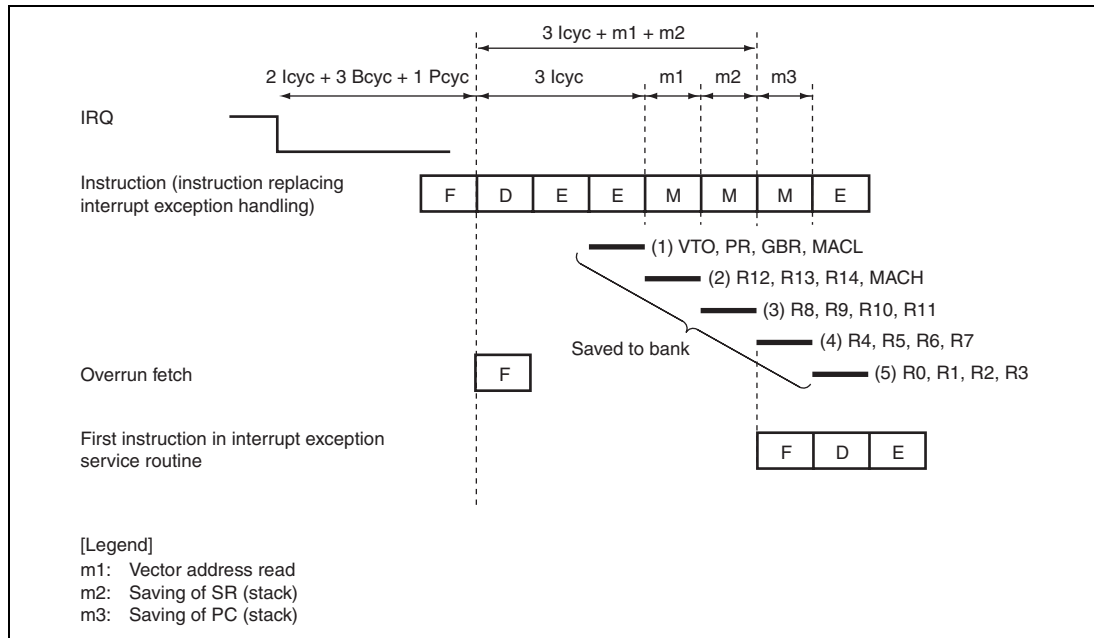 3 Icyc + m1 + m2
2 Icyc + 3 Bcyc + 1 Pcyc
3 Icyc
m1
m2
m3
IRQ
Instruction (instruction replacing
interrupt exception handling)
F D E E M M M E
(1) VTO, PR, GBR, MACL
(2) R12, R13, R14, MACH
(3) R8, R9, R10, R11
(4) R4, R5, R6, R7
Saved to bank
(5) R0, R1, R2, R3
Overrun fetch
F
First instruction in interrupt exception
service routine
F D E
[Legend]
m1: Vector address read
m2: Saving of SR (stack)
m3: Saving of PC (stack)